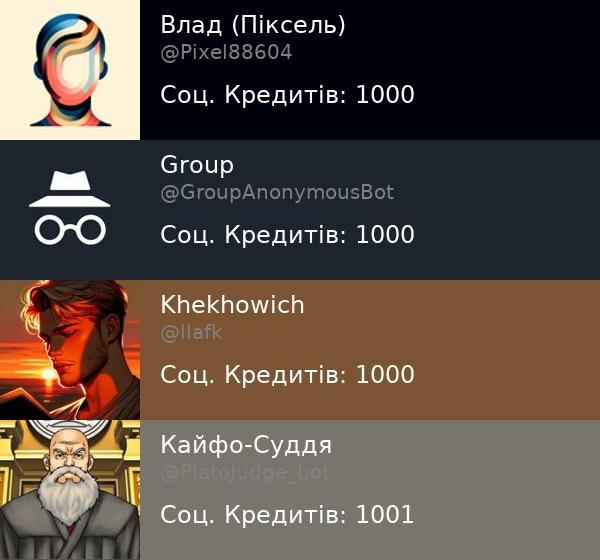 Влад (Піксель)
@Pixel88604
Соц. Кредитів: 1000
Group
@GroupAnonymousBot
Соц. Кредитів: 1000
Khekhowich
@llafk
Соц. Кредитів: 1000
Кайфо-Суддя
@PlatoJudge_bot
Соц. Кредитів: 1001